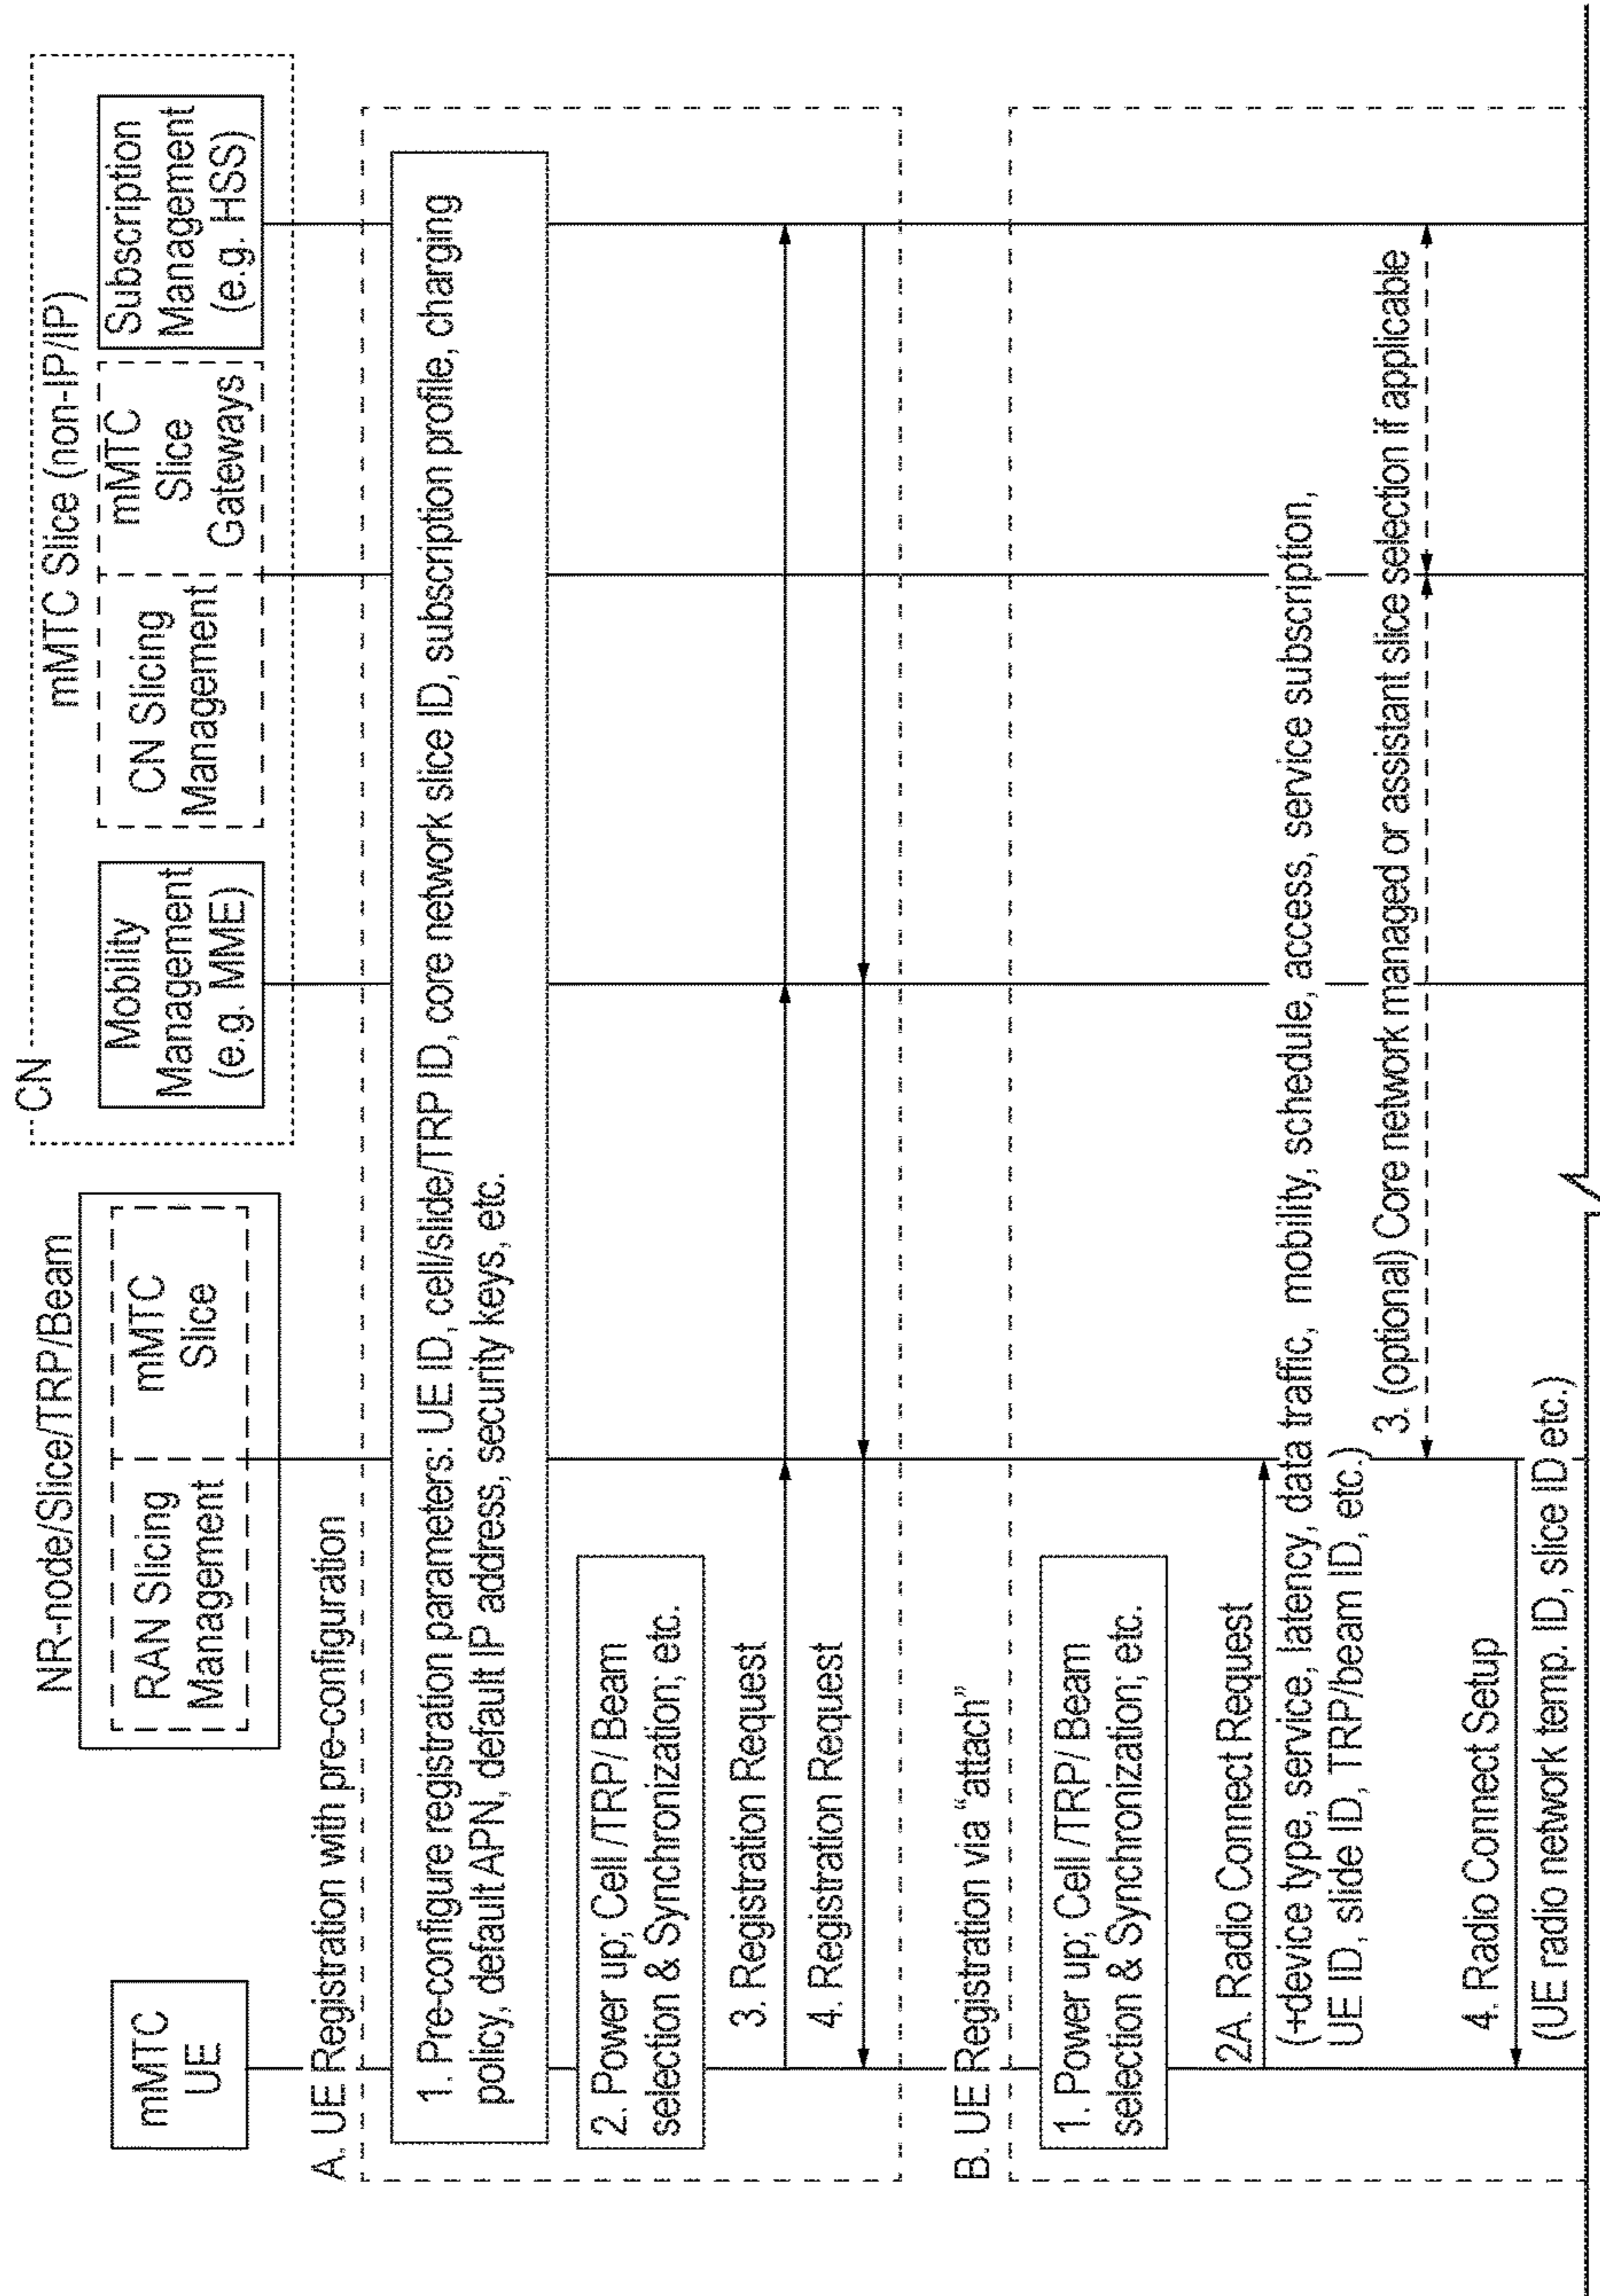 CN
mMTC Slice (non-IP/IP)
NR-node/Slice/TRP/Beam
mMTC
UE
RAN Slicing
Management
mMTC
Slice
Mobility
Management
(e.g. MME)
CN Slicing
Management
mMTC
Slice
Gateways
Subscription
Management
(e.g. HSS)
A. UE Registration with pre-configuration
1. Pre-configure registration parameters: UE ID, cell/slide/TRP ID, core network slice ID, subscription profile, charging
policy, default APN, default IP address, security keys, etc.
2. Power up; Cell /TRP/ Beam
selection & Synchronization; etc.
3. Registration Request
4. Registration Request
B. UE Registration via “attach”
1. Power up; Cell /TRP/ Beam
selection & Synchronization; etc.
2A. Radio Connect Request
(+device type, service, latency, data traffic, mobility, schedule, access, service subscription,
UE ID, slide ID, TRP/beam ID, etc.)
3. (optional) Core network managed or assistant slice selection if applicable
4. Radio Connect Setup
(UE radio network temp. ID, slice ID etc.)